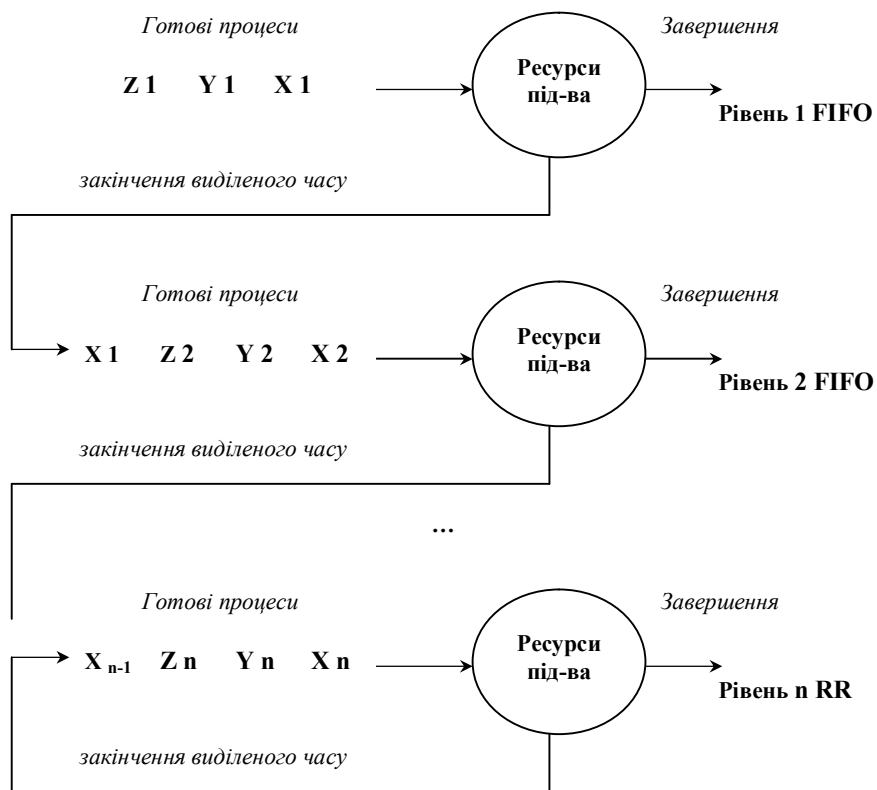 Готові процеси
Завершення
Z 1 Y 1 X 1
Ресурси
під-ва
Рівень 1 FIFO
закінчення виділеного часу
Готові процеси
Завершення
X 1 Z 2 Y 2 X 2
Ресурси
під-ва
Рівень 2 FIFO
закінчення виділеного часу
...
Готові процеси
Завершення
X n-1 Z n Y n X n
Ресурси
під-ва
Рівень n RR
закінчення виділеного часу